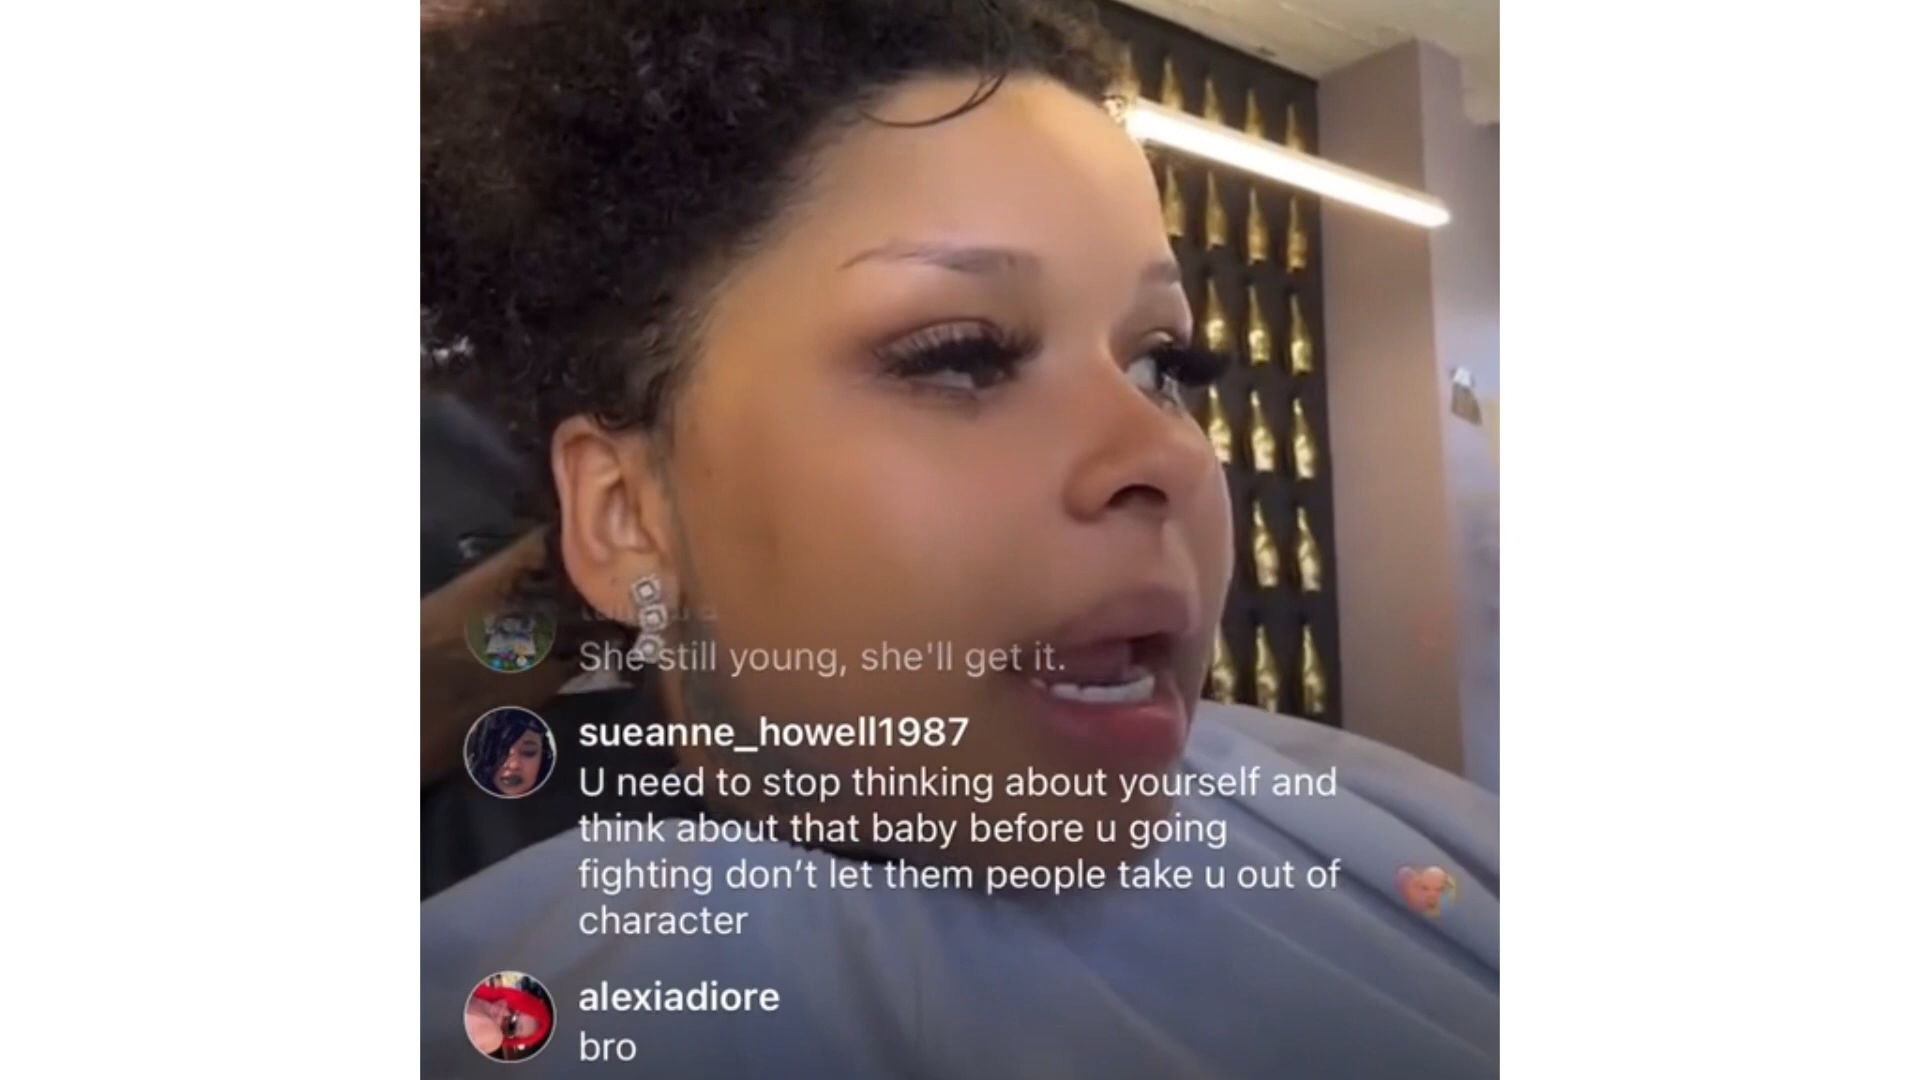 She still young, she'll get it.
sueanne_howell1987
U need to stop thinking about yourself and
think about that baby before u going
fighting don’t let them people take u out of
character
alexiadiore
bro